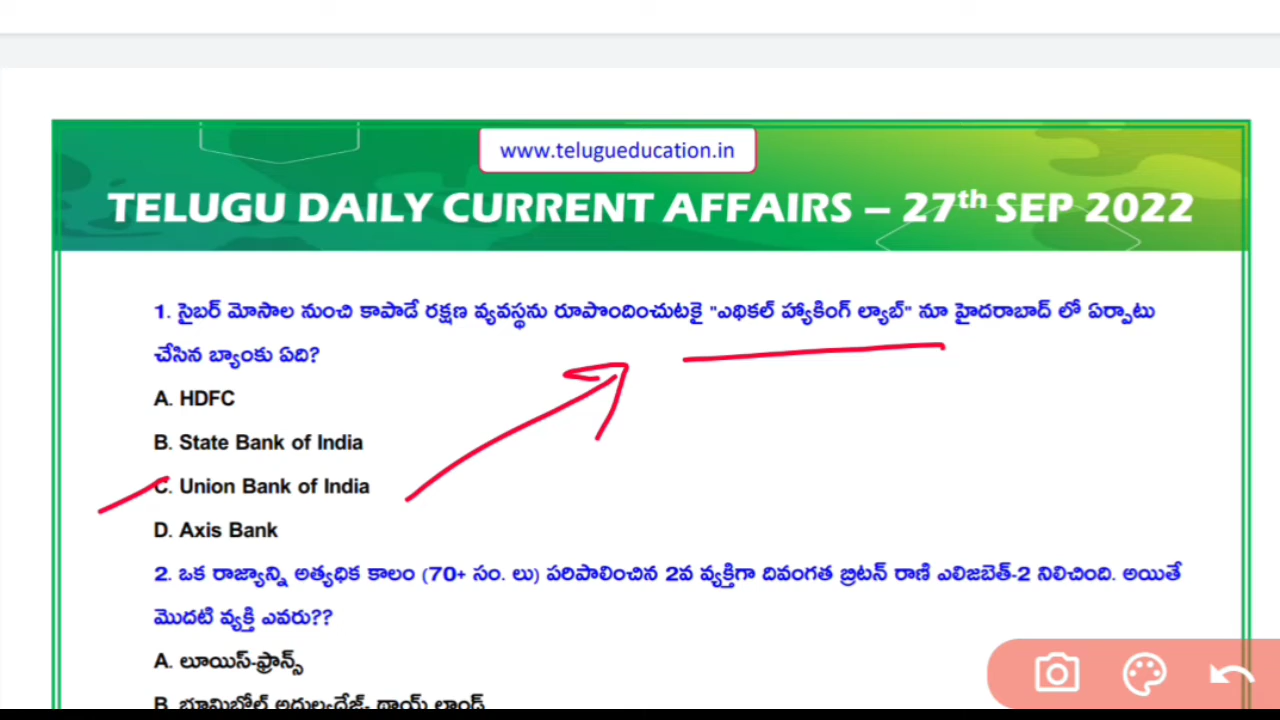 www.telugueducation.in
TELUGU DAILY CURRENT AFFAIRS – 27th SEP 2022
1. సైబర్ మోసాల నుంచి కాపాడే రక్షణ వ్యవస్థను రూపొందించుటకై "ఎథికల్ హ్యాకింగ్ ల్యాబ్" నూ హైదరాబాద్ లో ఏర్పాటు
చేసిన బ్యాంకు ఏది?
A. HDFC
B. State Bank of India
C. Union Bank of India
D. Axis Bank
2. ఒక రాజ్యాన్ని అత్యధిక కాలం (70+ సం. లు) పరిపాలించిన 2వ వ్యక్తిగా దివంగత బ్రిటన్ రాణి ఎలిజబెత్-2 నిలిచింది. అయితే
మొదటి వ్యక్తి ఎవరు??
A. లూయిస్-ఫ్రాన్స్
B. భూమిబోల్ అదుల్యదేజ్- థాయ్ లాండ్